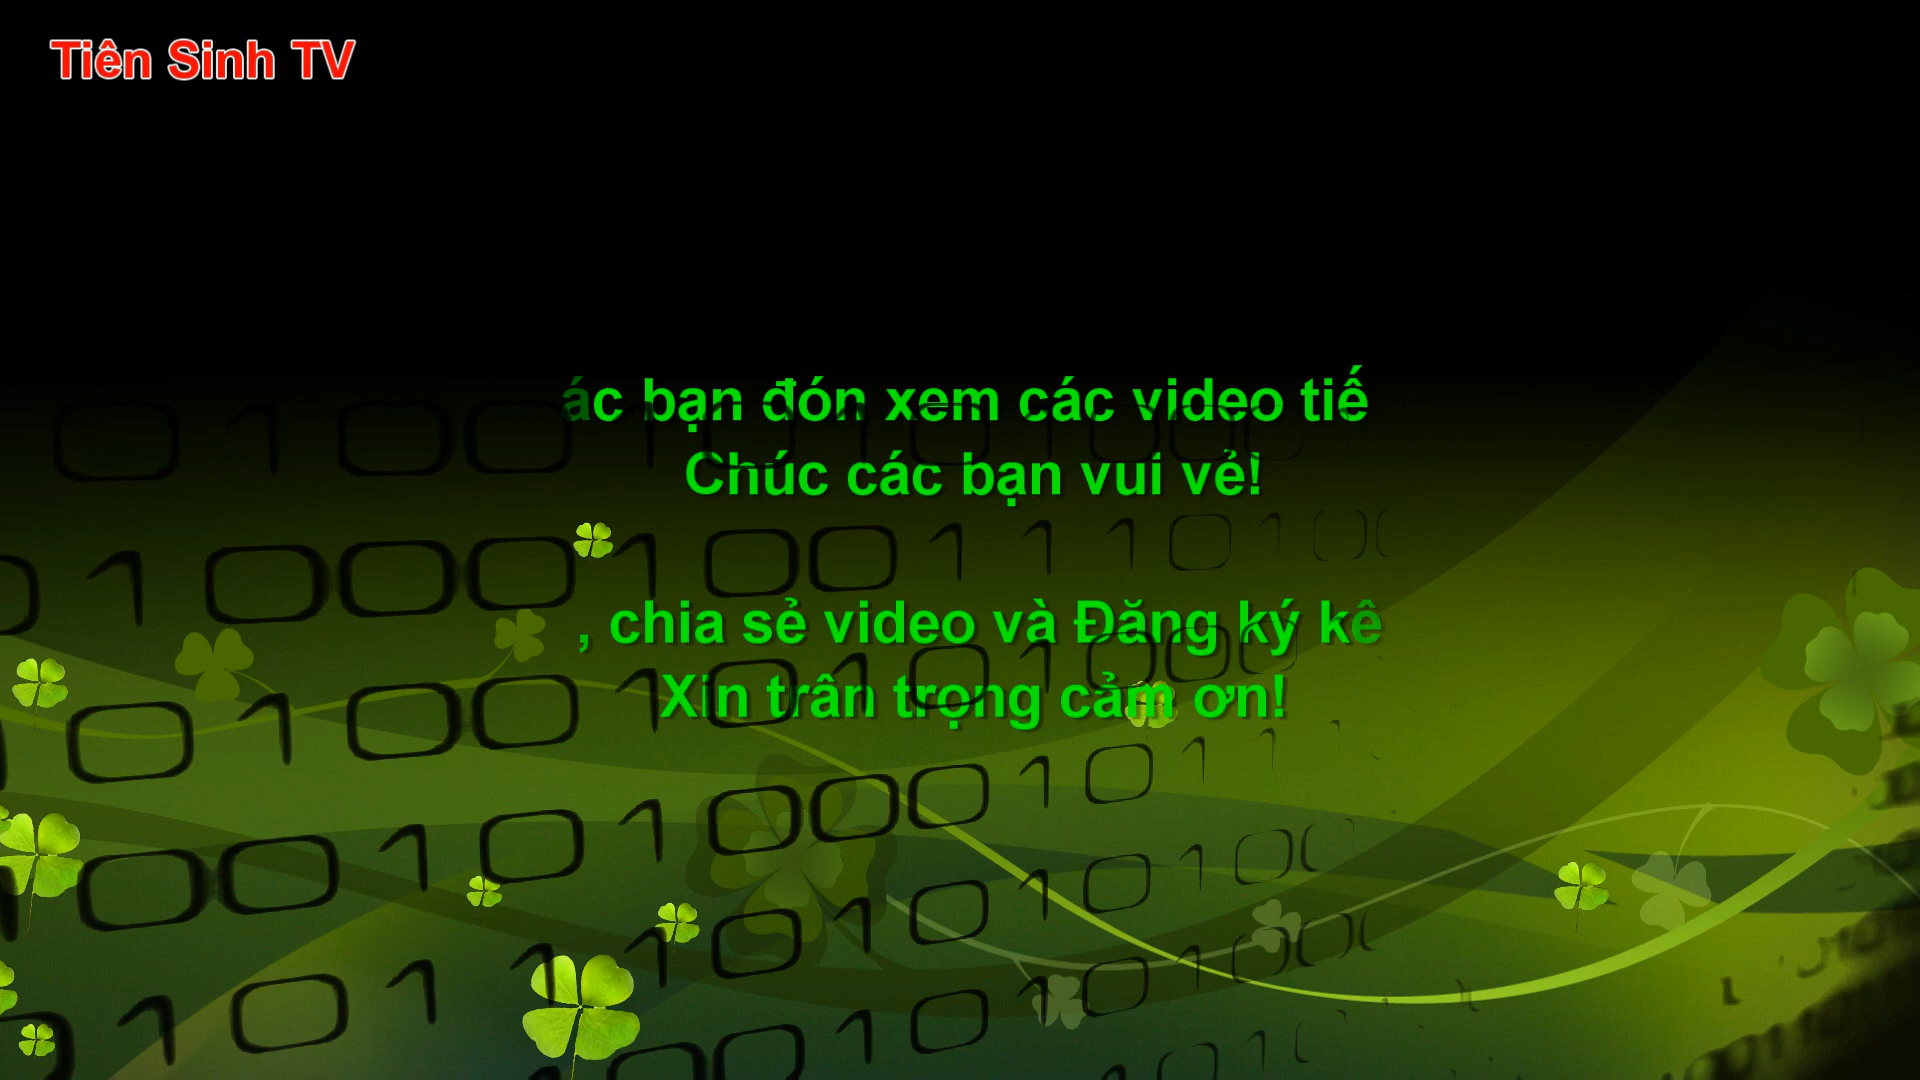 Tiên Sinh TV
ác bạn đón xem các video tiế
Chúc các bạn vui vẻ!
, chia sẻ video và Đăng ký kê
Xin trân trọng cảm ơn!